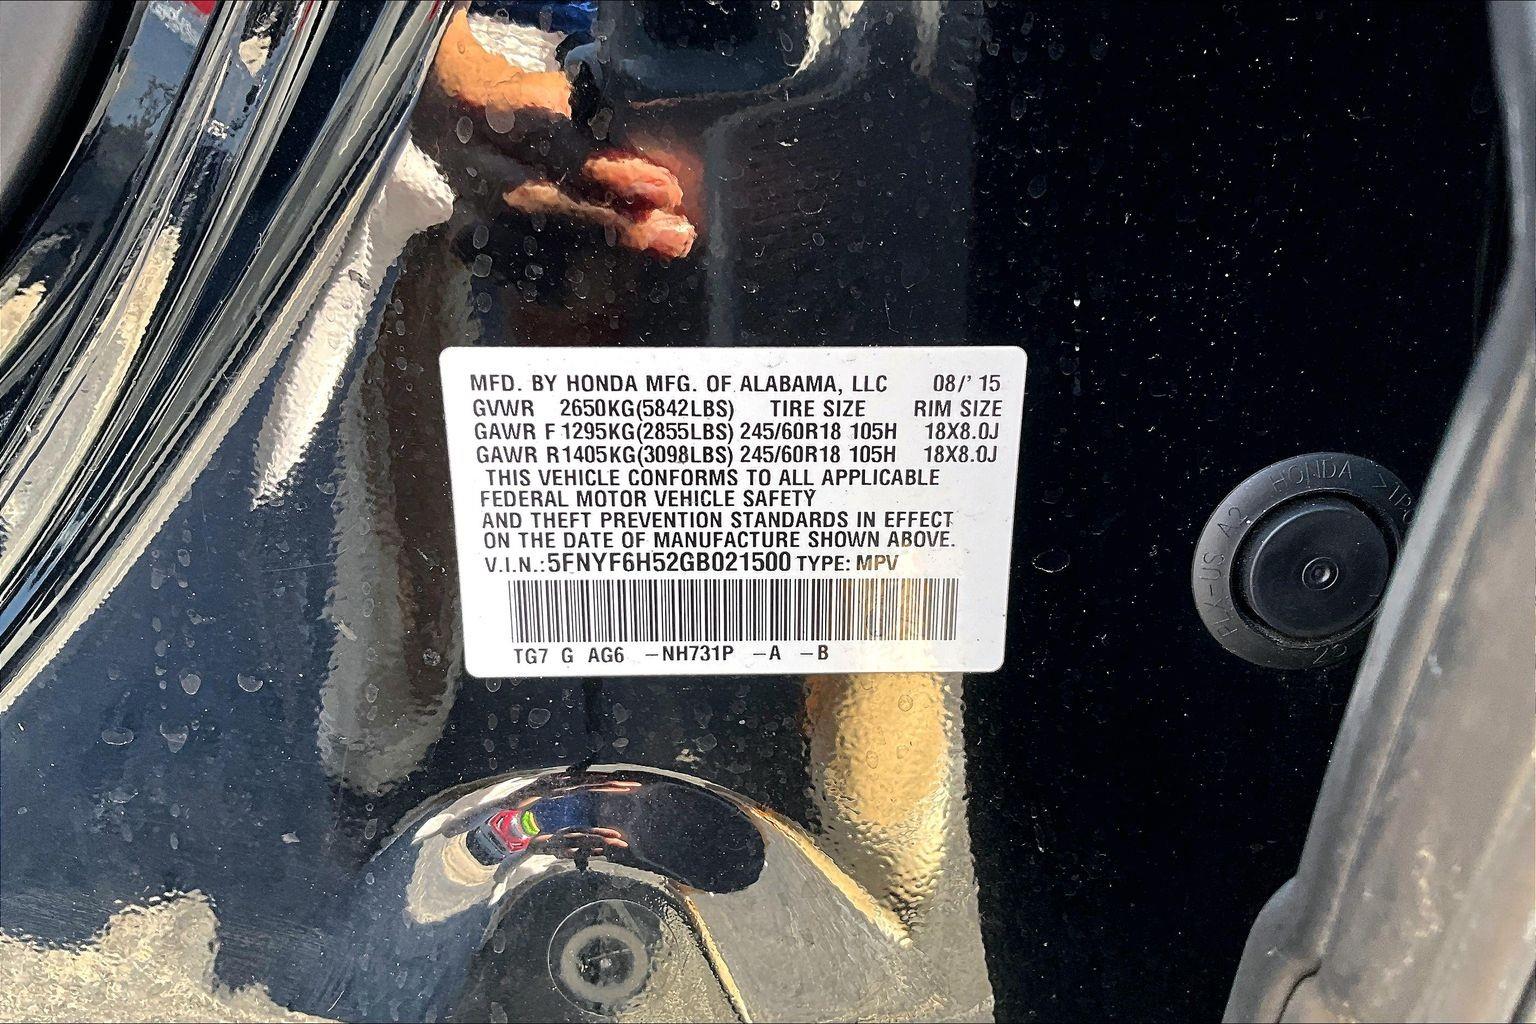 MFD. BY HONDA MFG. OF ALABAMA, LLC 08/' 15
GVWR 2650KG(5842LBS) TIRE SIZE RIM SIZE
GAWR F 1295KG(2855LBS) 245/60R18 105H 18X8.0J
GAWR R1405KG(3098LBS) 245/60R18 105H 18X8.0J
THIS VEHICLE CONFORMS TO ALL APPLICABLE
FEDERAL MOTOR VEHICLE SAFETY
AND THEFT PREVENTION STANDARDS IN EFFECT
ON THE DATE OF MANUFACTURE SHOWN ABOVE.
V.I.N.:5FNYF6H52GB021500 TYPE: MPV
TG7 G AG6 -NH731P -A -B
HONDA